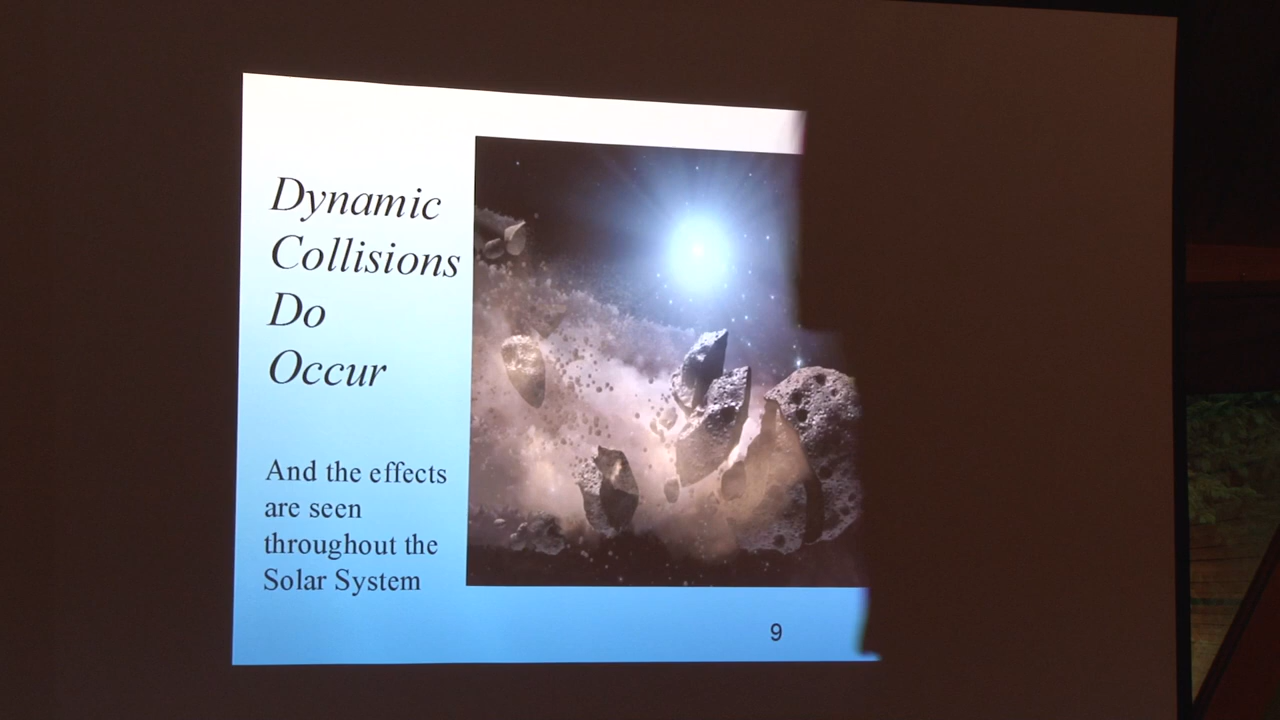 Dynamic
Collisions
Do
Occur
And the effects
are seen
throughout the
Solar System
9